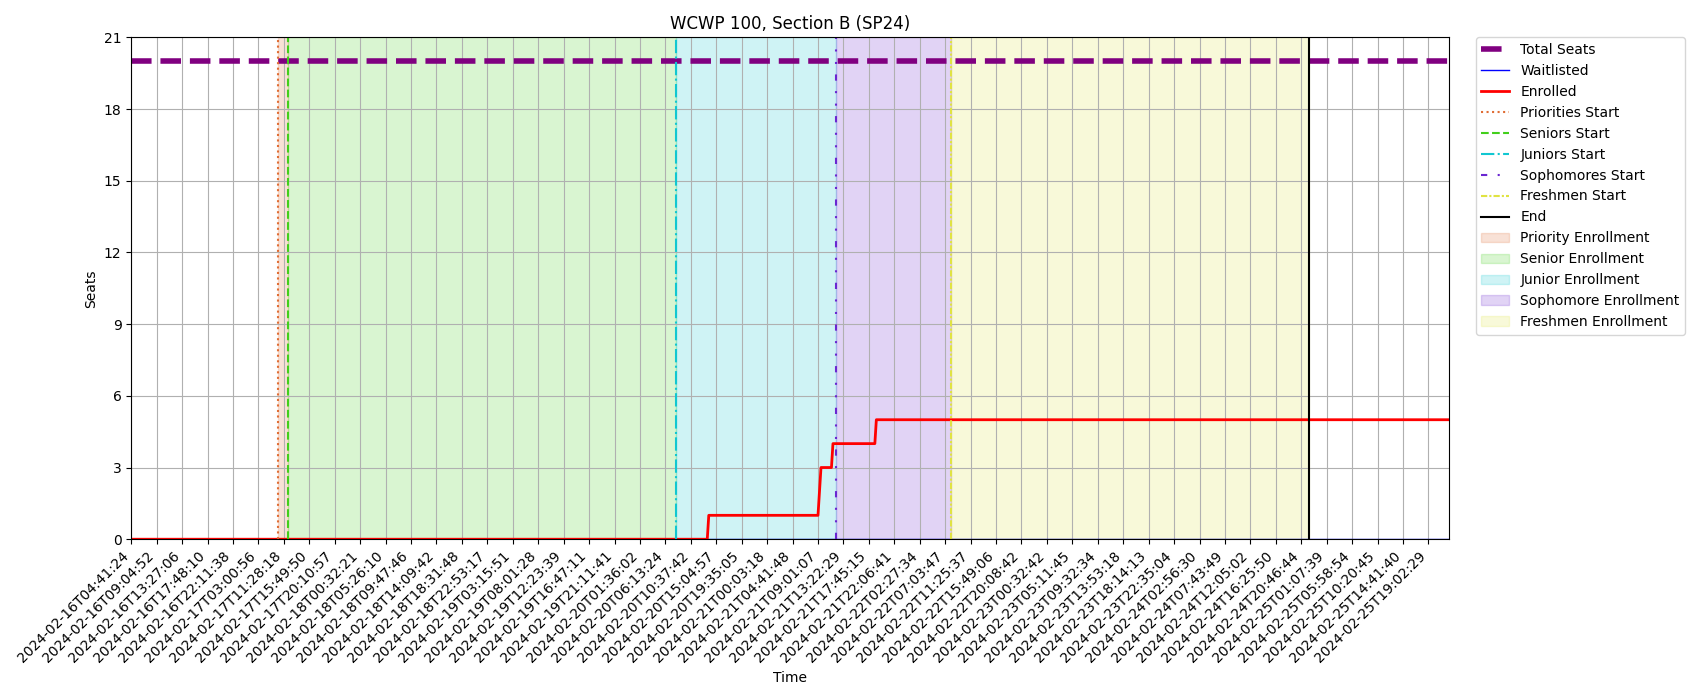 WCWP 100, Section B (SP24)
21
18
15
12
9
6
3
0
Seats
2024-02-16T04:41:24
2024-02-16T09:04:52
2024-02-16T13:27:06
2024-02-16T17:48:10
2024-02-16T22:11:38
2024-02-17T03:00:56
2024-02-17T11:28:18
2024-02-17T15:49:50
2024-02-17T20:10:57
2024-02-18T00:32:21
2024-02-18T05:26:10
2024-02-18T09:47:46
2024-02-18T14:09:42
2024-02-18T18:31:48
2024-02-18T22:53:17
2024-02-19T03:15:51
2024-02-19T08:01:28
2024-02-19T12:23:39
2024-02-19T16:47:11
2024-02-19T21:11:41
2024-02-20T01:36:02
2024-02-20T06:13:24
2024-02-20T10:37:42
2024-02-20T15:04:57
2024-02-20T19:35:05
2024-02-21T00:03:18
2024-02-21T04:41:48
2024-02-21T09:01:07
2024-02-21T13:22:29
2024-02-21T17:45:15
2024-02-21T22:06:41
2024-02-22T02:27:34
2024-02-22T07:03:47
2024-02-22T11:25:37
2024-02-22T15:49:06
2024-02-22T20:08:42
2024-02-23T00:32:42
2024-02-23T05:11:45
2024-02-23T09:32:34
2024-02-23T13:53:18
2024-02-23T18:14:13
2024-02-23T22:35:04
2024-02-24T02:56:30
2024-02-24T07:43:49
2024-02-24T12:05:02
2024-02-24T16:25:50
2024-02-24T20:46:44
2024-02-25T01:07:39
2024-02-25T05:58:54
2024-02-25T10:20:45
2024-02-25T14:41:40
2024-02-25T19:02:29
Time
Total Seats
Waitlisted
Enrolled
Priorities Start
Seniors Start
Juniors Start
Sophomores Start
Freshmen Start
End
Priority Enrollment
Senior Enrollment
Junior Enrollment
Sophomore Enrollment
Freshmen Enrollment